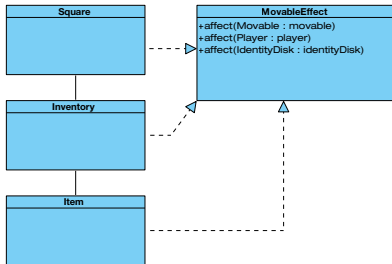 Square
MovableEffect
+affect(Movable : movable)
+affect(Player : player)
+affect(IdentityDisk : identityDisk)
Inventory
Item